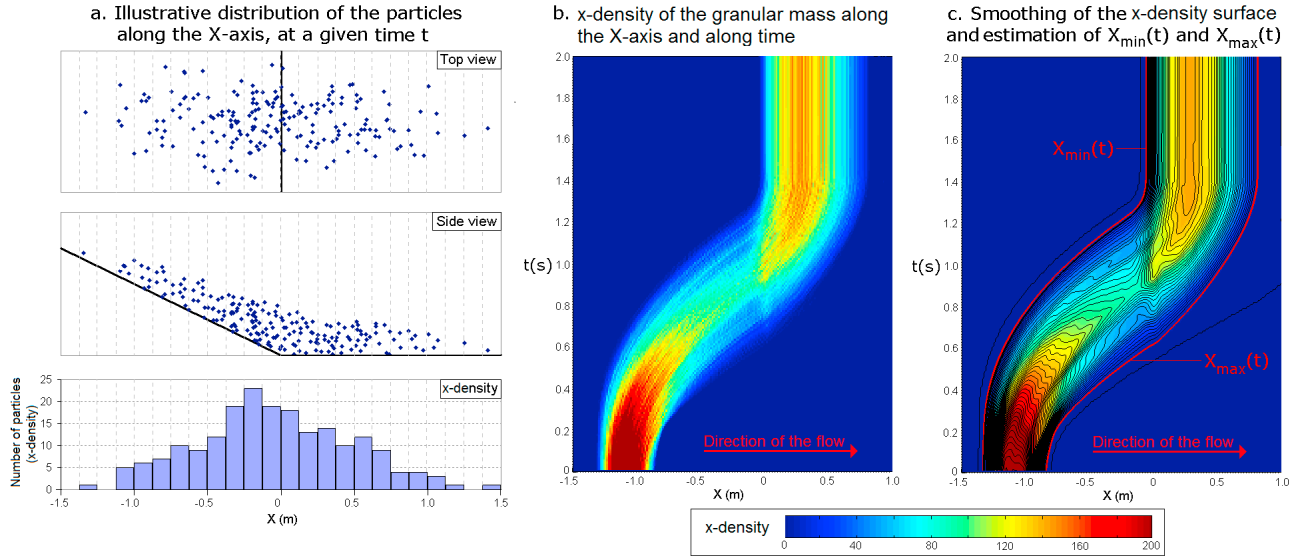 a. Illustrative distribution of the particles
along the X-axis, at a given time t
Top view
Side view
x-density
Number of particles
(x-density)
25
20
15
10
5
0
-1.5
-1.0
-0.5
0
0.5
1.0
1.5
X (m)
b. x-density of the granular mass along
the X-axis and along time
t(s)
2.0
1.8
1.6
1.4
1.2
1.0
0.8
0.6
0.4
0.2
0
Direction of the flow
-1.5
-1
-0.5
0
0.5
1.0
X (m)
c. Smoothing of the x-density surface
and estimation of Xmin(t) and Xmax(t)
t(s)
2.0
1.8
1.6
1.4
1.2
1.0
0.8
0.6
0.4
0.2
0
Xmin(t)
Xmax(t)
Direction of the flow
-1.5
-1
-0.5
0
0.5
1.0
X (m)
x-density
0
40
80
120
160
200